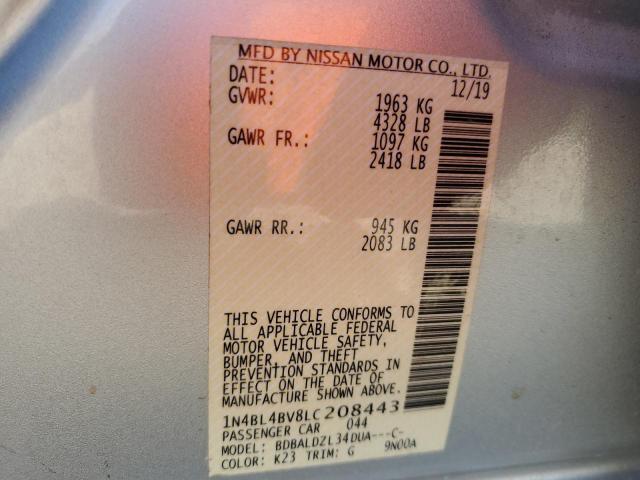 MFD BY NISSAN MOTOR CO., LTD.
DATE: 12/19
GVWR: 1963 KG
4328 LB
GAWR FR.: 1097 KG
2418 LB
GAWR RR.: 945 KG
2083 LB
THIS VEHICLE CONFORMS TO
ALL APPLICABLE FEDERAL
MOTOR VEHICLE SAFETY,
BUMPER, AND THEFT
PREVENTION STANDARDS IN
EFFECT ON THE DATE OF
MANUFACTURE SHOWN ABOVE.
1N4BL4BV8LC208443
PASSENGER CAR 044
MODEL: BDBALDZL34DUA---C-
COLOR: K23 TRIM: G 9N00A